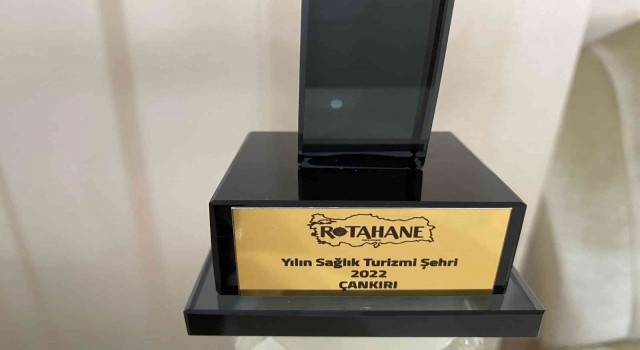 ROTAHANE
Yılın Sağlık Turizmi Şehri
2022
ÇANKIRI